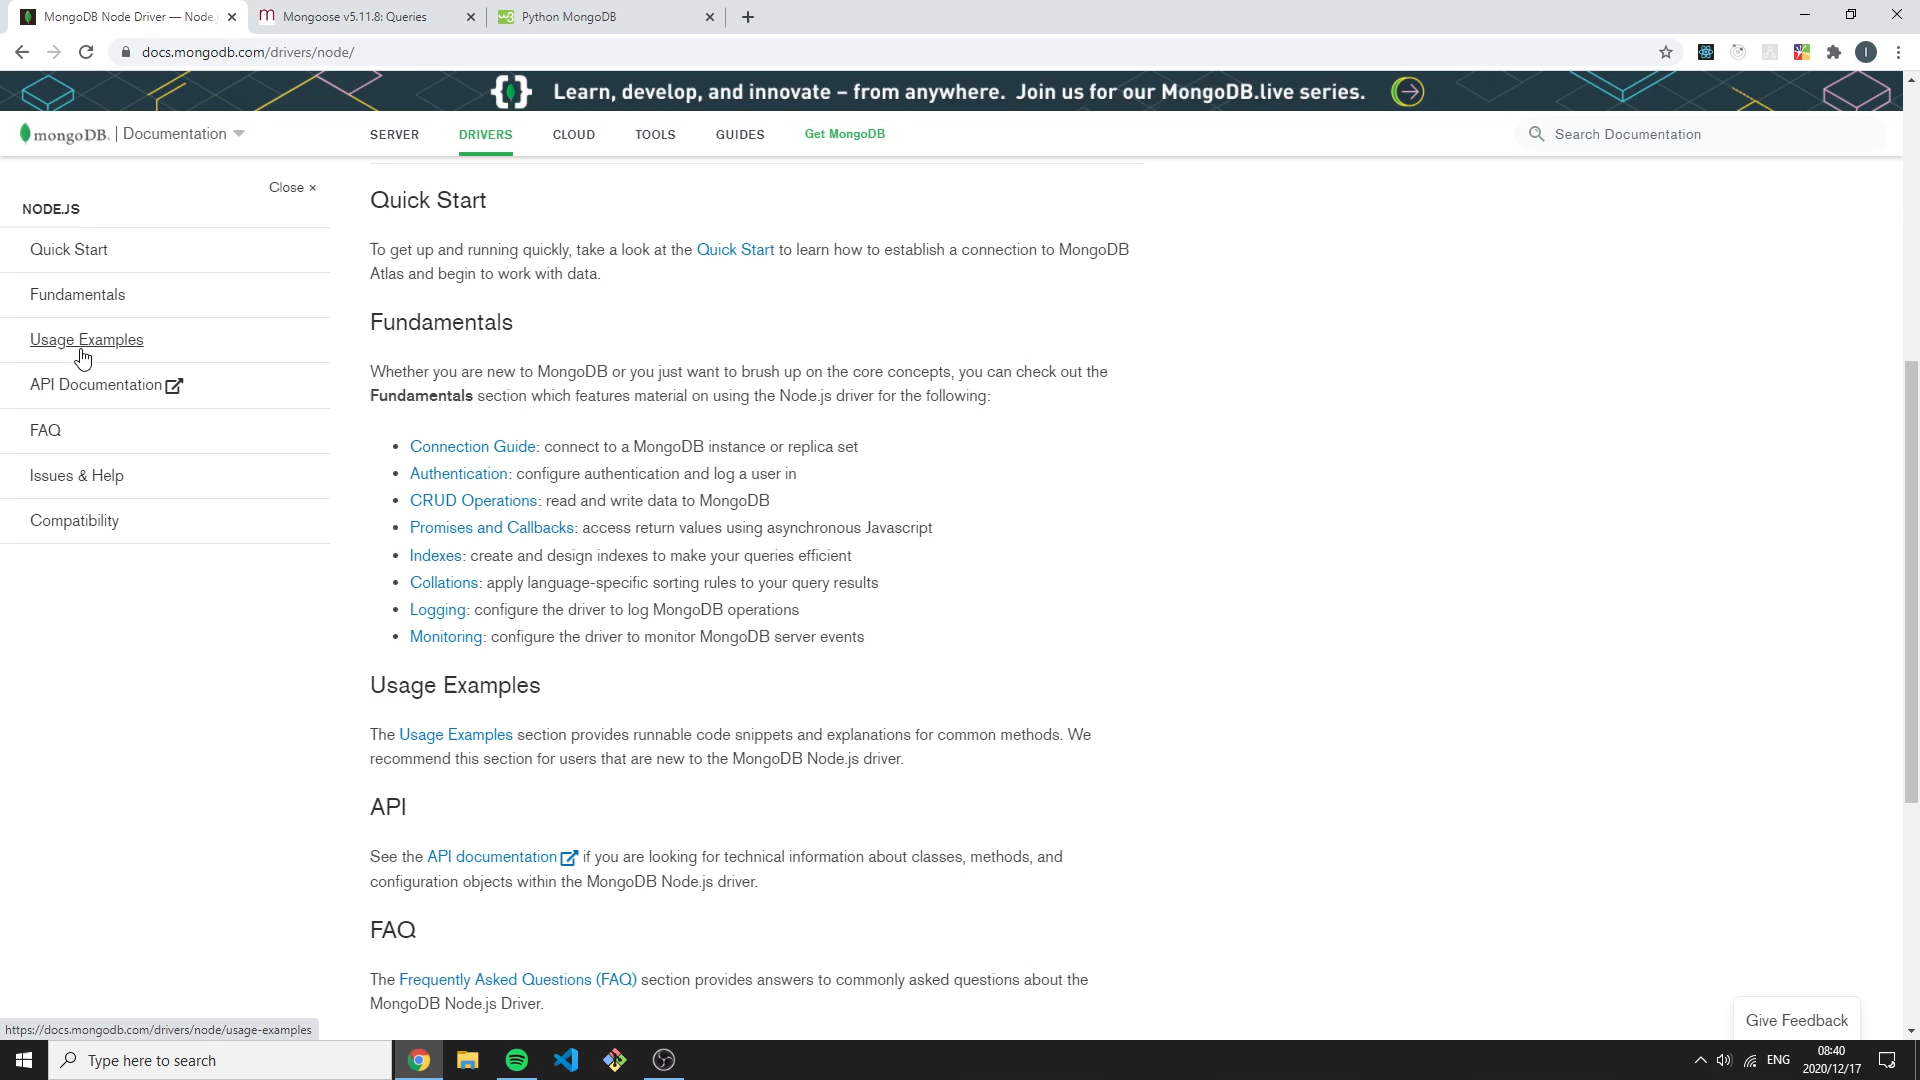 MongoDB Node Driver — Node.
Mongoose v5.11.8: Queries
Python MongoDB
docs.mongodb.com/drivers/node/
Learn, develop, and innovate – from anywhere. Join us for our MongoDB.live series.
mongoDB. | Documentation
SERVER
DRIVERS
CLOUD
TOOLS
GUIDES
Get MongoDB
Search Documentation
Close ×
NODE.JS
Quick Start
Fundamentals
Usage Examples
API Documentation
FAQ
Issues & Help
Compatibility
Quick Start
To get up and running quickly, take a look at the Quick Start to learn how to establish a connection to MongoDB
Atlas and begin to work with data.
Fundamentals
Whether you are new to MongoDB or you just want to brush up on the core concepts, you can check out the
Fundamentals section which features material on using the Node.js driver for the following:
• Connection Guide: connect to a MongoDB instance or replica set
• Authentication: configure authentication and log a user in
• CRUD Operations: read and write data to MongoDB
• Promises and Callbacks: access return values using asynchronous Javascript
• Indexes: create and design indexes to make your queries efficient
• Collations: apply language-specific sorting rules to your query results
• Logging: configure the driver to log MongoDB operations
• Monitoring: configure the driver to monitor MongoDB server events
Usage Examples
The Usage Examples section provides runnable code snippets and explanations for common methods. We
recommend this section for users that are new to the MongoDB Node.js driver.
API
See the API documentation if you are looking for technical information about classes, methods, and
configuration objects within the MongoDB Node.js driver.
FAQ
The Frequently Asked Questions (FAQ) section provides answers to commonly asked questions about the
MongoDB Node.js Driver.
Give Feedback
https://docs.mongodb.com/drivers/node/usage-examples
Type here to search
ENG
08:40
2020/12/17